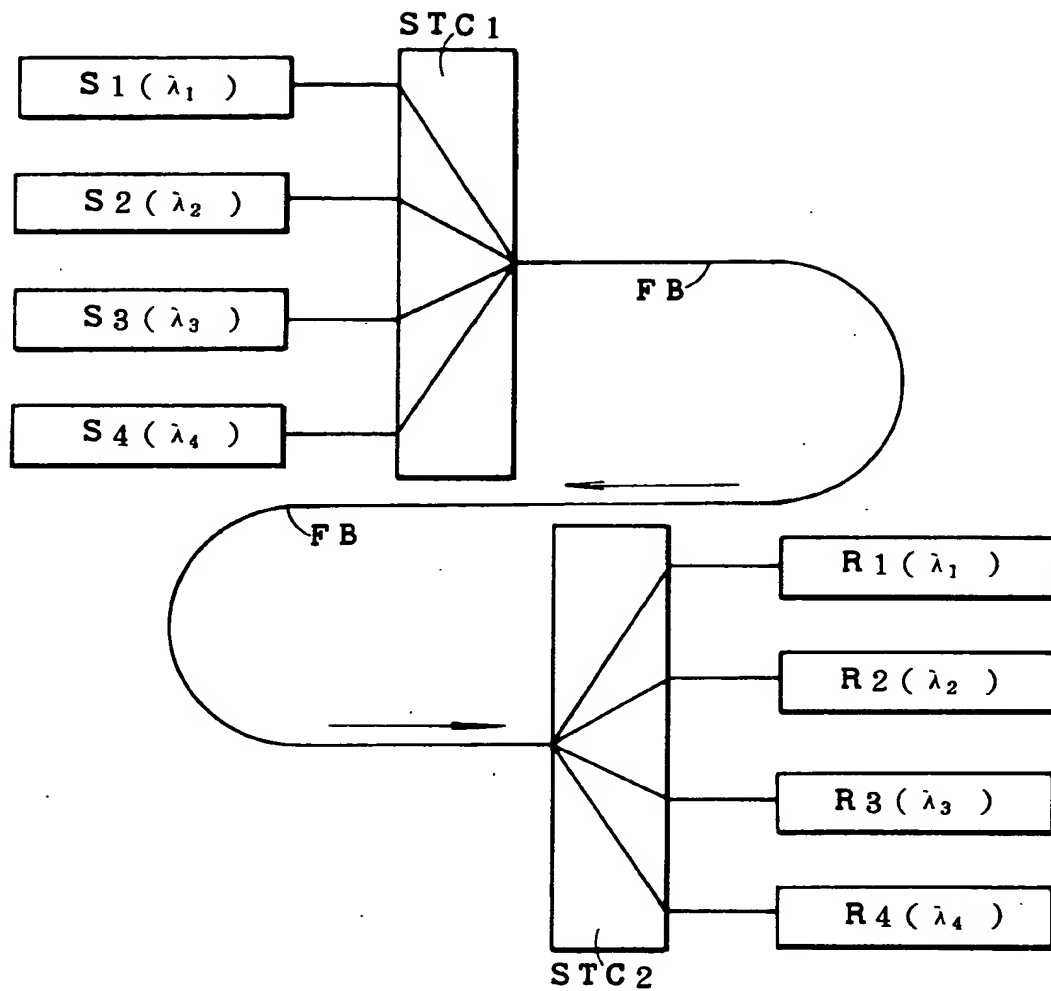 STC1
S1(λ₁)
S2(λ₂)
S3(λ₃)
S4(λ₄)
FB
FB
R1(λ₁)
R2(λ₂)
R3(λ₃)
R4(λ₄)
STC2